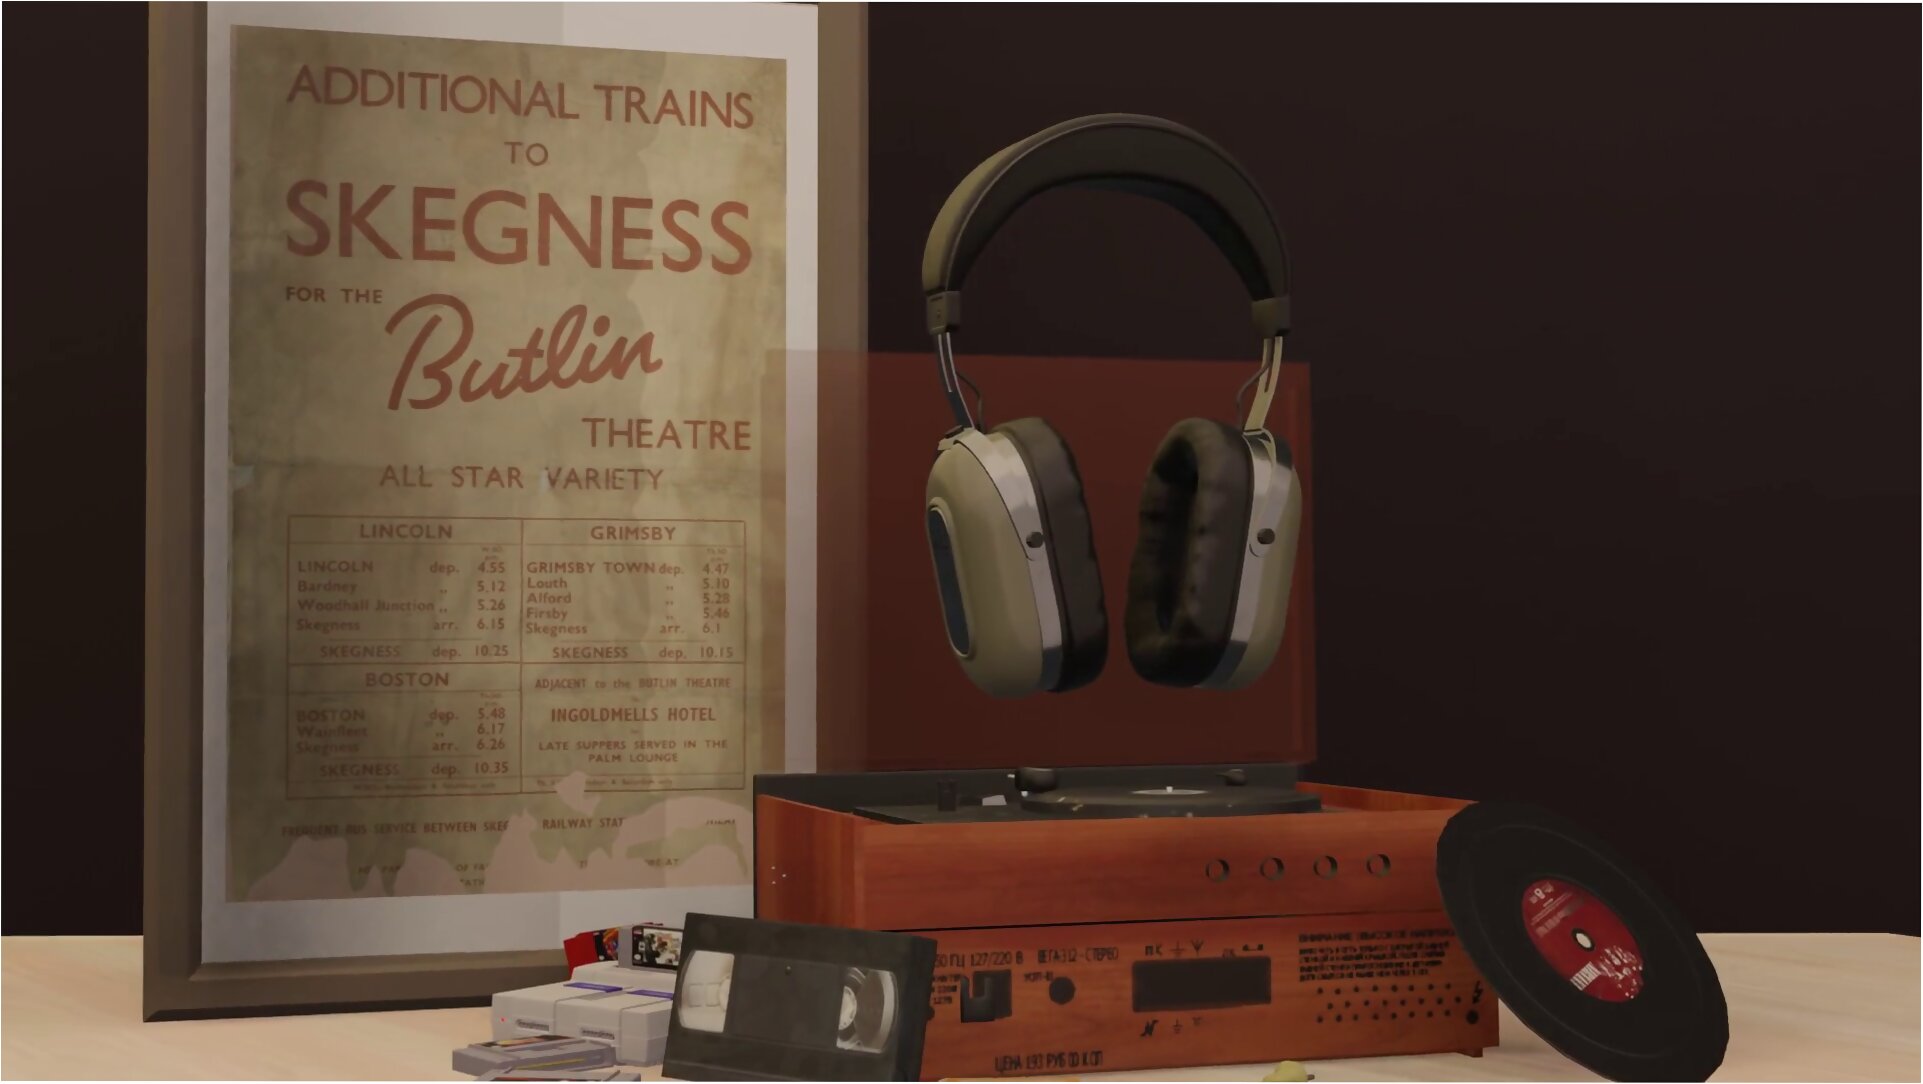 ADDITIONAL TRAINS
TO
SKEGNESS
FOR THE
Butlin
THEATRE
ALL STAR VARIETY
LINCOLN
LINCOLN dep. 4.55
Bardney „ 5.12
Woodhall Junction „ 5.26
Skegness arr. 6.15
SKEGNESS dep. 10.25
GRIMSBY
GRIMSBY TOWN dep. 4.47
Louth „ 5.10
Alford „ 5.28
Firsby „ 5.46
Skegness arr. 6.1
SKEGNESS dep. 10.15
BOSTON
BOSTON dep. 5.48
Wainfleet „ 6.17
Skegness arr. 6.26
SKEGNESS dep. 10.35
ADJACENT to the BUTLIN THEATRE
INGOLDMELLS HOTEL
LATE SUPPERS SERVED IN THE
PALM LOUNGE
FREQUENT BUS SERVICE BETWEEN RAILWAY
127/220 В ВЕГА-312-СТЕРЕО
ЦЕНА 193 РУБ 00 КОП